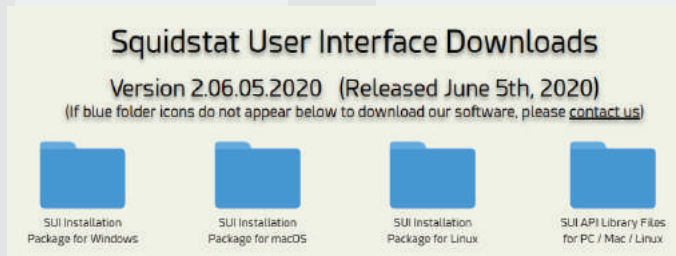 Squidstat User Interface Downloads
Version 2.06.05.2020 (Released June 5th, 2020)
(If blue folder icons do not appear below to download our software, please contact us)
SUI Installation
Package for Windows
SUI Installation
Package for macOS
SUI Installation
Package for Linux
SUI API Library Files
for PC / Mac / Linux